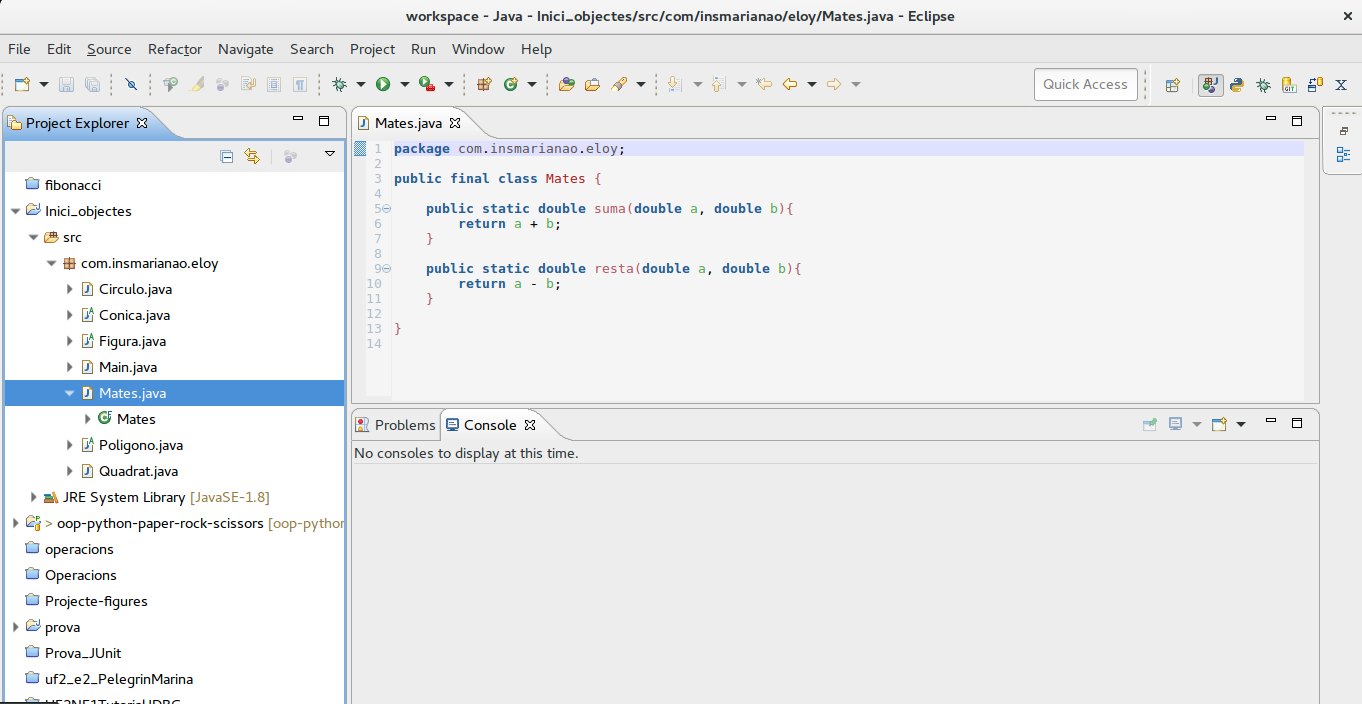 workspace - Java - Inici_objectes/src/com/insmarianao/eloy/Mates.java - Eclipse
File Edit Source Refactor Navigate Search Project Run Window Help
Quick Access
Project Explorer
fibonacci
Inici_objectes
src
com.insmarianao.eloy
Circulo.java
Conica.java
Figura.java
Main.java
Mates.java
Mates
Poligono.java
Quadrat.java
JRE System Library [JavaSE-1.8]
> oop-python-paper-rock-scissors [oop-python
operacions
Operacions
Projecte-figures
prova
Prova_JUnit
uf2_e2_PelegrinMarina
Mates.java
1 package com.insmarianao.eloy;
2
3 public final class Mates {
4
5 public static double suma(double a, double b){
6 return a + b;
7 }
8
9 public static double resta(double a, double b){
10 return a - b;
11 }
12
13 }
14
Problems Console
No consoles to display at this time.